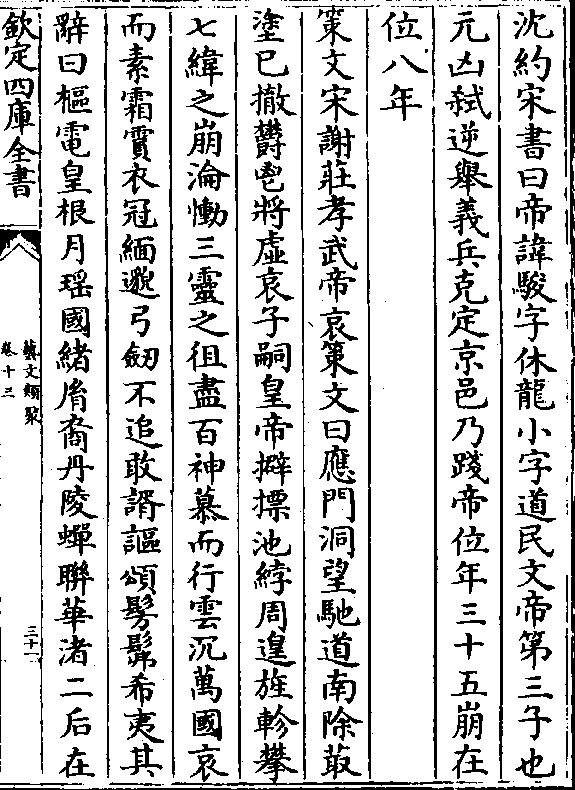 沈約宋書曰帝諱駿字休龍小字道民文帝第三子也
元凶弑逆舉義兵克定京邑乃踐帝位年三十五崩在
位八年
策文宋謝莊孝武帝哀策文曰應門洞望馳道南除菆
塗已撤欝鬯將虛哀子嗣皇帝擗摽池綍周遑旌軫攀
七緯之崩淪慟三靈之徂盡百神慕而行雲沉萬國哀
而素霜霣衣冠緬邈弓劒不追敢諝謳頌髣髴希夷其
辭曰樞電皇根月瑶國緒㡌裔丹陵蟬聯華渚二后在
欽定四庫全書
藝文類聚
卷十三
三十一